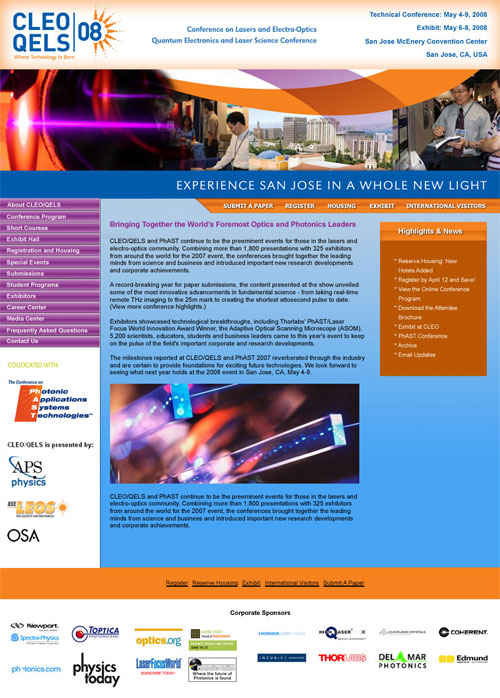 CLEO
QELS
08
Where Technology is Born
Conference on Lasers and Electro-Optics
Quantum Electronics and Laser Science Conference
Technical Conference: May 4-9, 2008
Exhibit: May 6-8, 2008
San Jose McEnery Convention Center
San Jose, CA, USA
EXPERIENCE SAN JOSE IN A WHOLE NEW LIGHT
SUBMIT A PAPER REGISTER HOUSING EXHIBIT INTERNATIONAL VISITORS
About CLEO/QELS
Conference Program
Short Courses
Exhibit Hall
Registration and Housing
Special Events
Submissions
Student Programs
Exhibitors
Career Center
Media Center
Frequently Asked Questions
Contact Us
COLLOCATED WITH:
The Conference on
Photonic
Applications
Systems
Technologies
CLEO/QELS is presented by:
APS
physics
IEEE LEOS
OSA
Bringing Together the World's Foremost Optics and Photonics Leaders
CLEO/QELS and PhAST continue to be the preeminent events for those in the lasers and
electro-optics community. Combining more than 1,800 presentations with 325 exhibitors
from around the world for the 2007 event, the conferences brought together the leading
minds from science and business and introduced important new research developments
and corporate achievements.
A record-breaking year for paper submissions, the content presented at the show unveiled
some of the most innovative advancements in fundamental science - from taking real-time
remote THz imaging to the 25m mark to creating the shortest attosecond pulse to date.
(View more conference highlights.)
Exhibitors showcased technological breakthroughs, including Thorlabs' PhAST/Laser
Focus World Innovation Award Winner, the Adaptive Optical Scanning Microscope (ASOM).
5,200 scientists, educators, students and business leaders came to this year's event to keep
on the pulse of the field's important corporate and research developments.
The milestones reported at CLEO/QELS and PhAST 2007 reverberated through the industry
and are certain to provide foundations for exciting future technologies. We look forward to
seeing what next year holds at the 2008 event in San Jose, CA, May 4-9.
CLEO/QELS and PhAST continue to be the preeminent events for those in the lasers and
electro-optics community. Combining more than 1,800 presentations with 325 exhibitors
from around the world for the 2007 event, the conferences brought together the leading
minds from science and business and introduced important new research developments
and corporate achievements.
Highlights & News
* Reserve Housing: New
Hotels Added
* Register by April 12 and Save!
* View the Online Conference
Program
* Download the Attendee
Brochure
* Exhibit at CLEO
* PhAST Conference
* Archive
* Email Updates
Register Reserve Housing Exhibit International Visitors Submit A Paper
Corporate Sponsors
Newport
Spectra-Physics
TOPTICA
PHOTONICS
optics.org
HIGHQLASER
CLEVELAND CRYSTALS
COHERENT
photonics.com
physics
today
LaserFocusWorld
SUBSCRIBE TODAY!
Where the future of
Photonics is found
INCUBIC
THORLABS
DEL MAR
PHOTONICS
Edmund